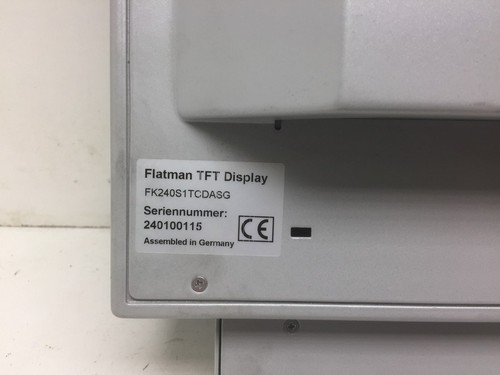 Flatman TFT Display
FK240S1TCDASG
Seriennummer:
240100115
Assembled in Germany
CE